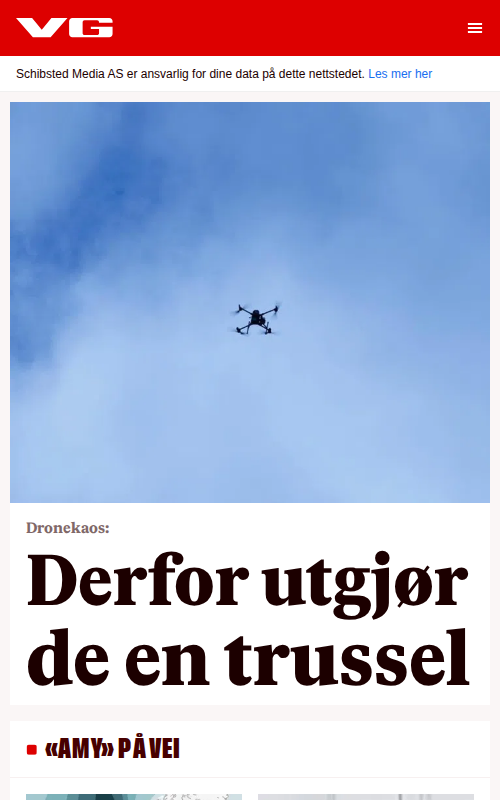 VG
Schibsted Media AS er ansvarlig for dine data på dette nettstedet. Les mer her
Dronekaos:
Derfor utgjør
de en trussel
«AMY» PÅ VEI